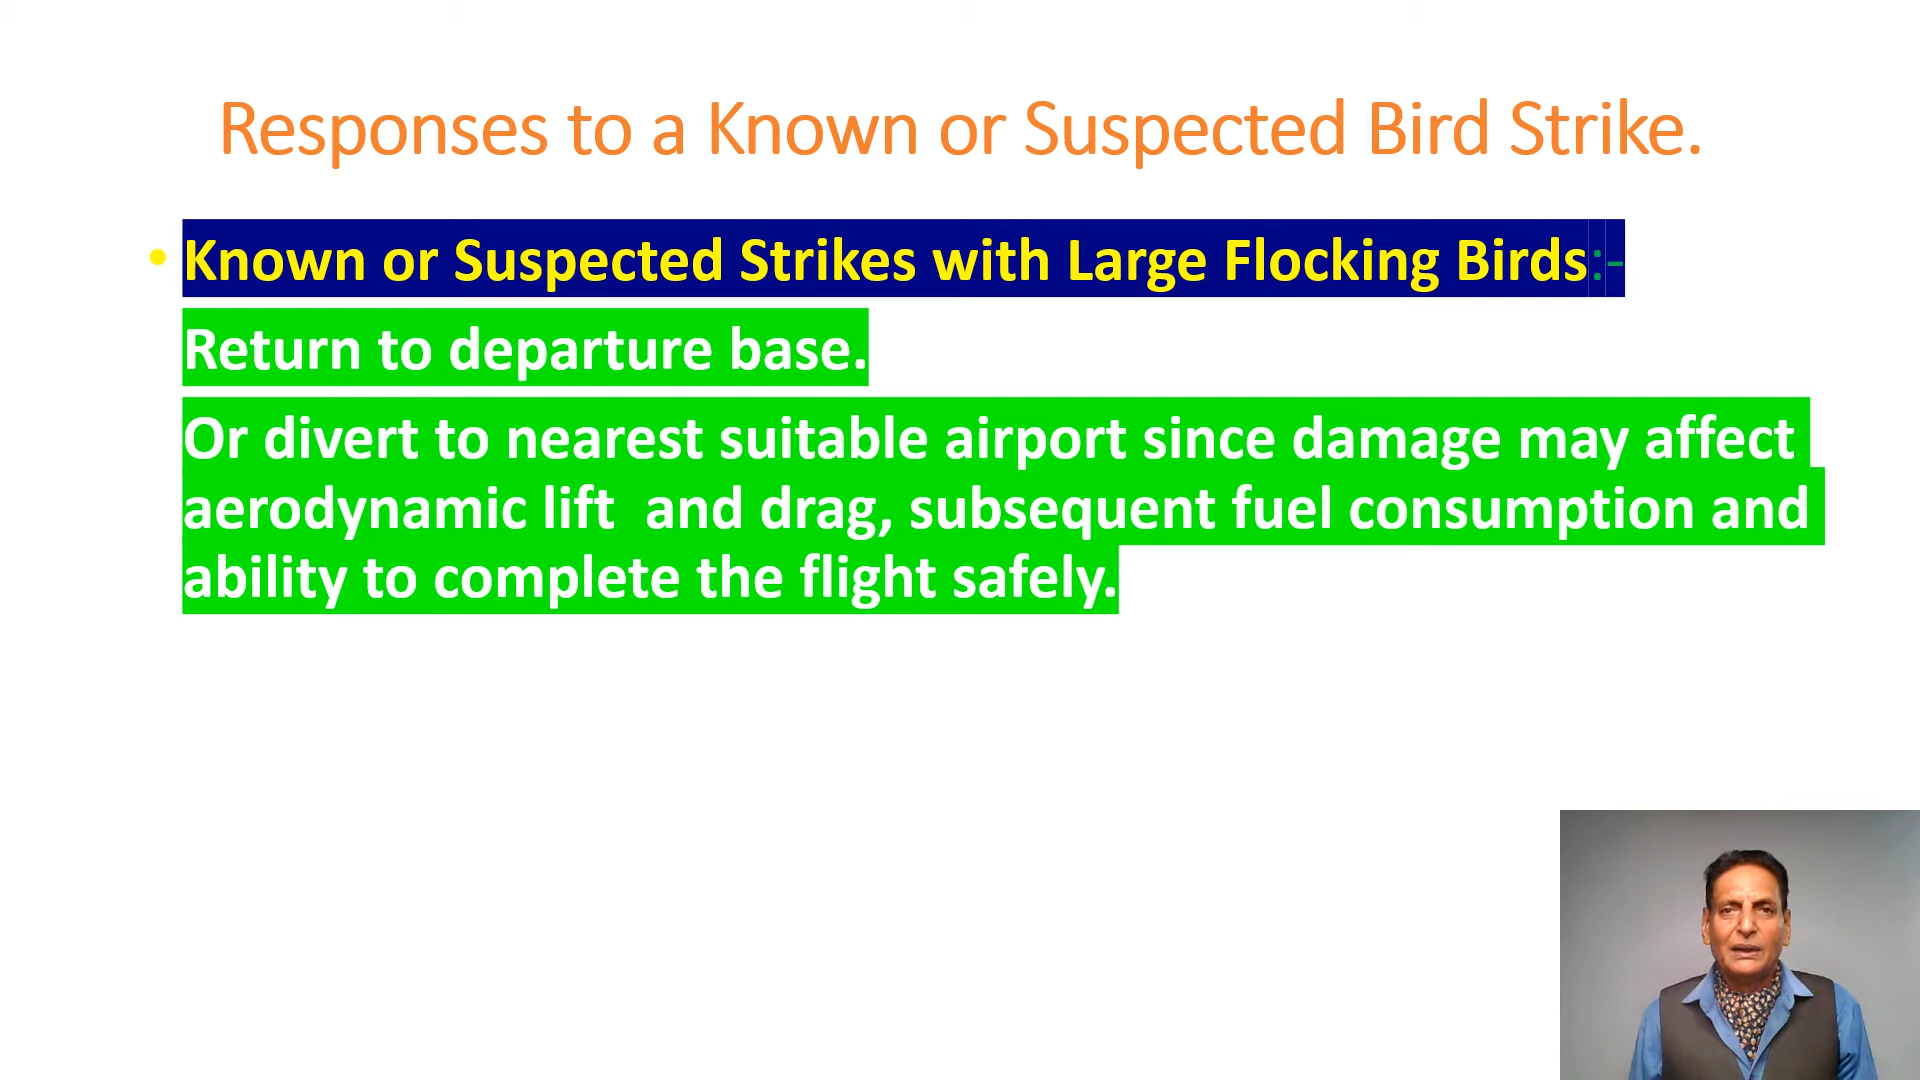 Responses to a Known or Suspected Bird Strike.
• Known or Suspected Strikes with Large Flocking Birds:-
Return to departure base.
Or divert to nearest suitable airport since damage may affect
aerodynamic lift  and drag, subsequent fuel consumption and
ability to complete the flight safely.